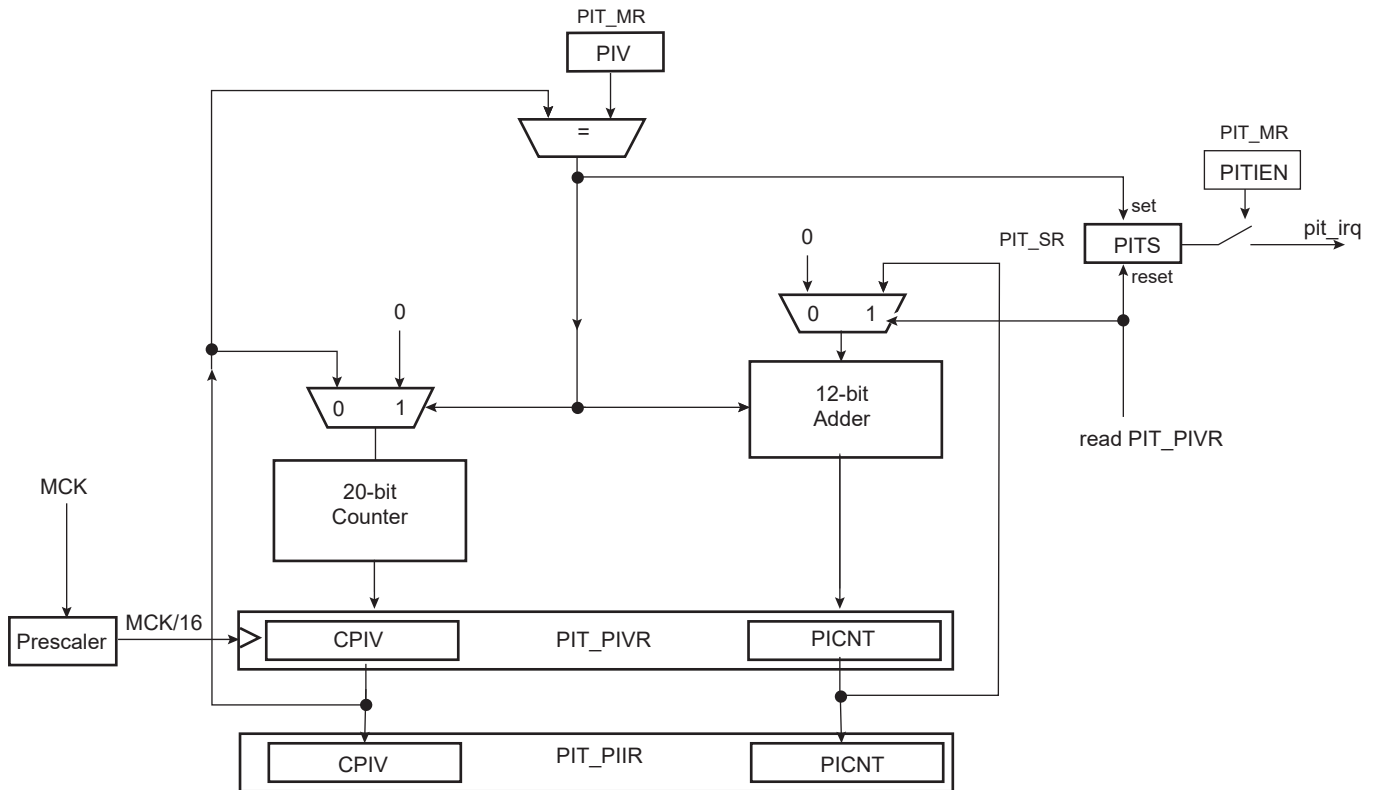 PIT_MR
PIV
=
PIT_MR
PITIEN
set
PIT_SR
PITS
pit_irq
reset
0
0 1
0
0 1
12-bit
Adder
read PIT_PIVR
MCK
20-bit
Counter
MCK/16
Prescaler
CPIV
PIT_PIVR
PICNT
CPIV
PIT_PIIR
PICNT